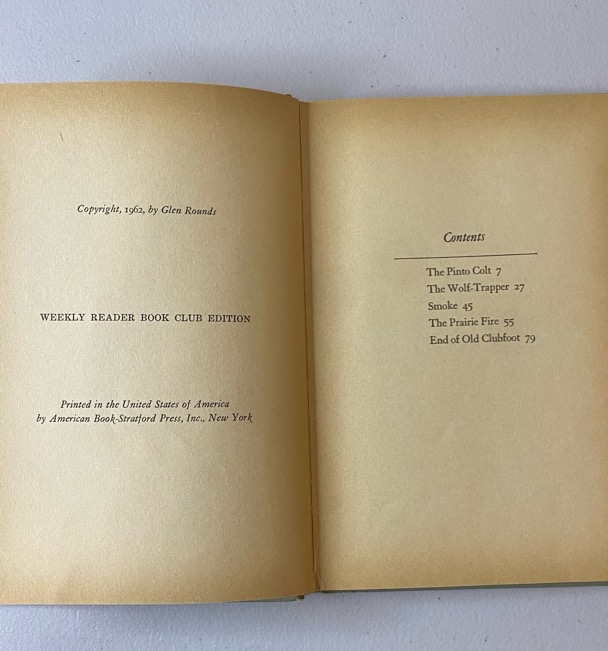 Copyright, 1962, by Glen Rounds
WEEKLY READER BOOK CLUB EDITION
Printed in the United States of America
by American Book-Stratford Press, Inc., New York
Contents
The Pinto Colt 7
The Wolf-Trapper 27
Smoke 45
The Prairie Fire 55
End of Old Clubfoot 79